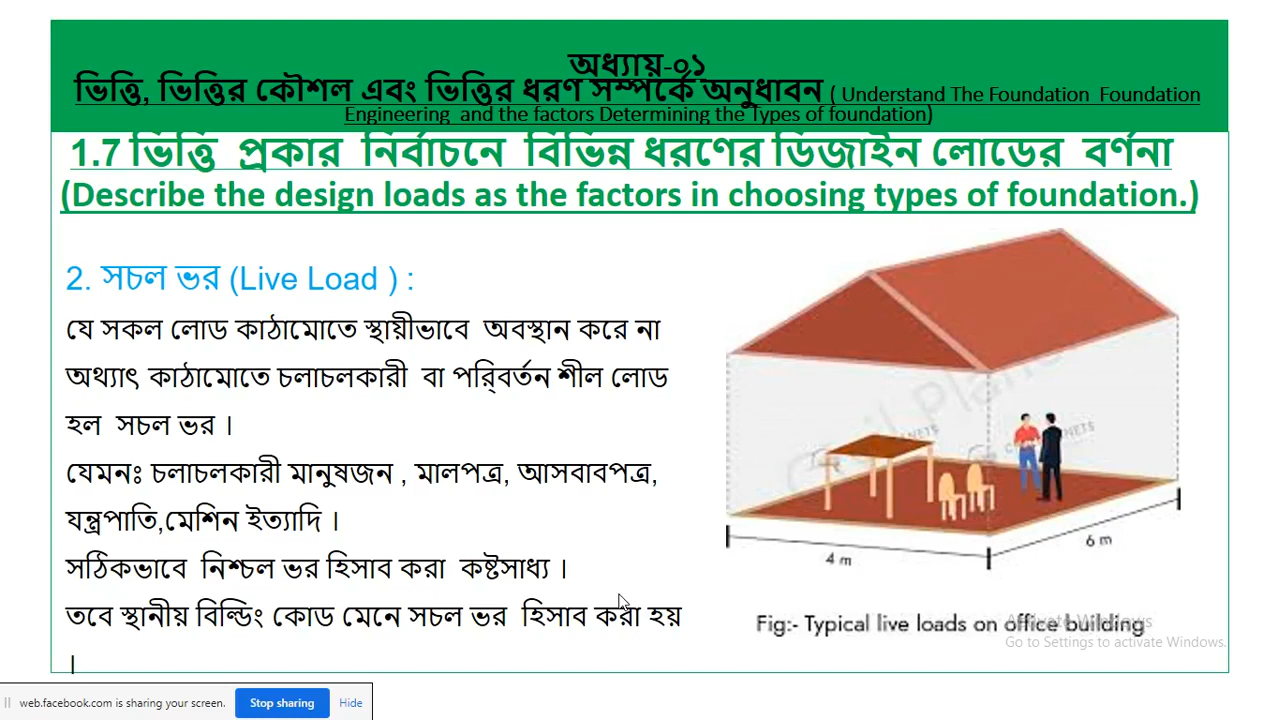 অধ্যায়-০১
ভিত্তি, ভিত্তির কৌশল এবং ভিত্তির ধরণ সম্পর্কে অনুধাবন ( Understand The Foundation Foundation
Engineering and the factors Determining the Types of foundation)
1.7 ভিত্তি প্রকার নির্বাচনে বিভিন্ন ধরণের ডিজাইন লোডের বর্ণনা
(Describe the design loads as the factors in choosing types of foundation.)
2. সচল ভর (Live Load ) :
যে সকল লোড কাঠামোতে স্থায়ীভাবে অবস্থান করে না
অথ্যাৎ কাঠামোতে চলাচলকারী বা পরিবর্তন শীল লোড
হল সচল ভর ।
যেমনঃ চলাচলকারী মানুষজন , মালপত্র, আসবাবপত্র,
যন্ত্রপাতি,মেশিন ইত্যাদি ।
সঠিকভাবে নিশ্চল ভর হিসাব করা কষ্টসাধ্য ।
তবে স্থানীয় বিল্ডিং কোড মেনে সচল ভর হিসাব করা হয়
।
4 m
6 m
Fig:- Typical live loads on office building
Activate Windows
Go to Settings to activate Windows.
web.facebook.com is sharing your screen.
Stop sharing
Hide